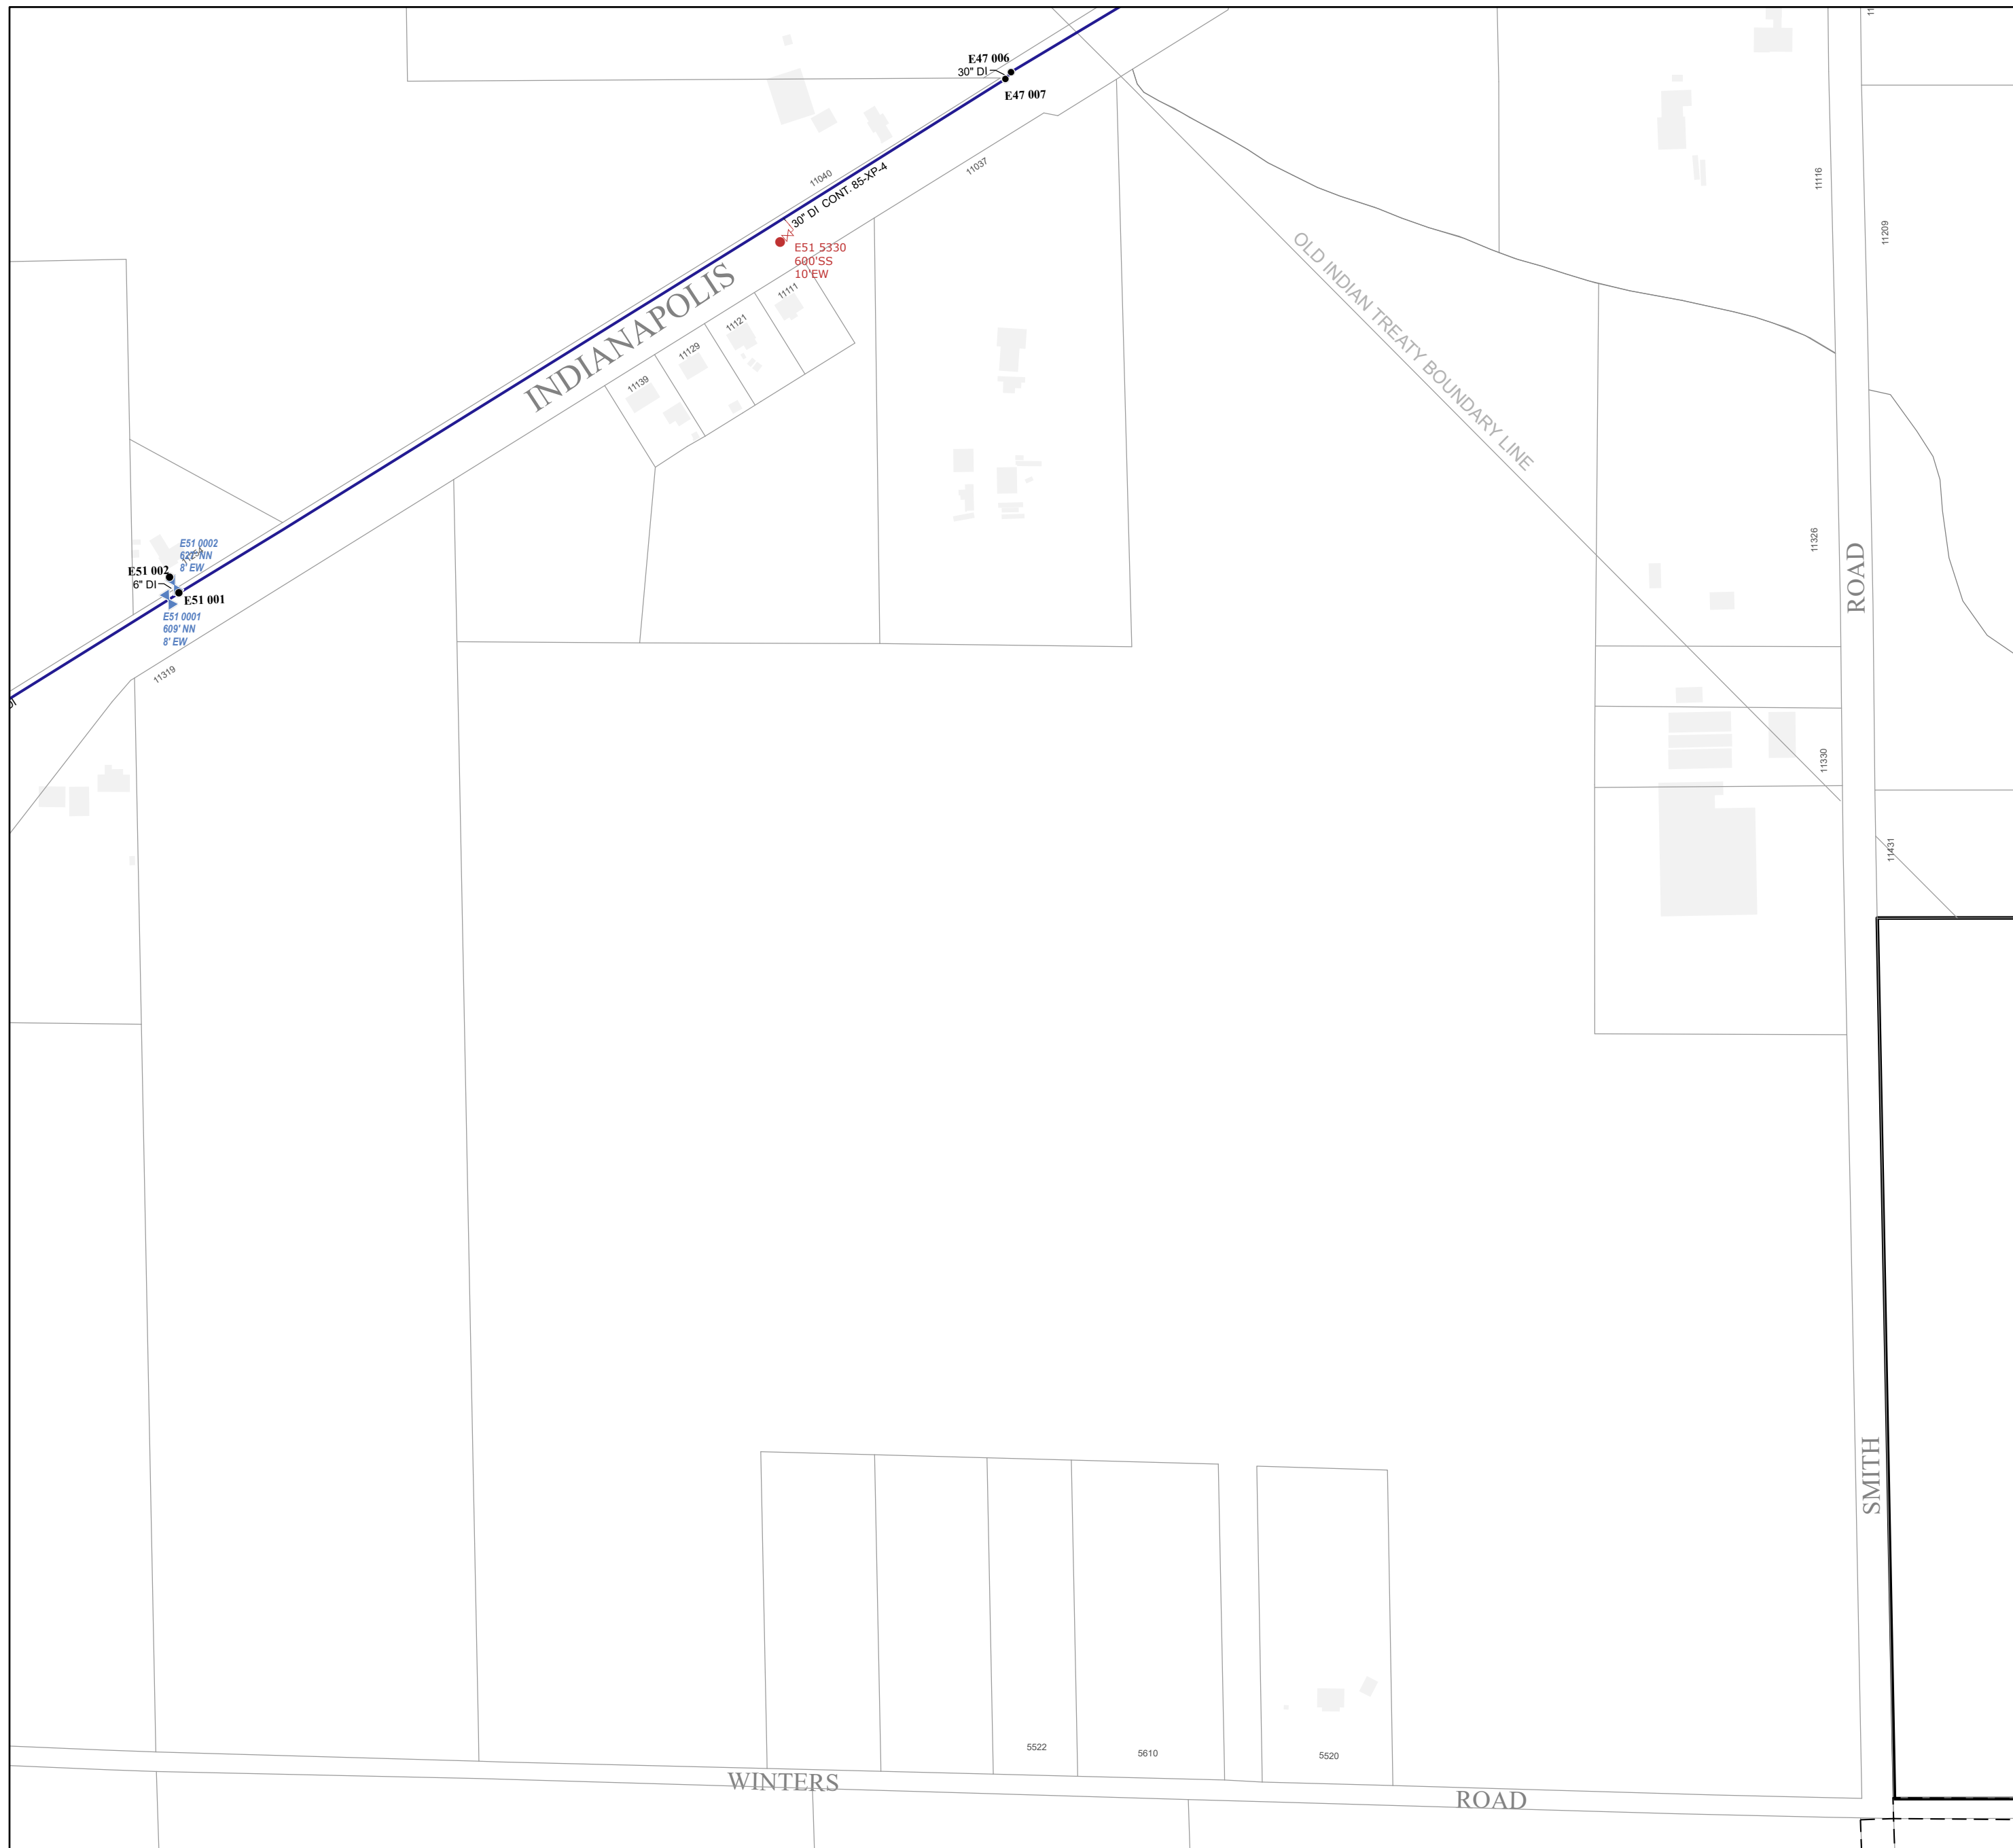 E47 006
30" DI
E47 007
11040
30" DI CONT. 85-XP-4
11037
11116
11209
E51 5330
600'SS
10'EW
INDIANAPOLIS
11111
11121
11129
11139
OLD INDIAN TREATY BOUNDARY LINE
11326
ROAD
E51 0002
627' NN
8' EW
E51 002
6" DI
E51 001
E51 0001
609' NN
8' EW
11319
DI
11330
11431
SMITH
5522
5610
5520
WINTERS
ROAD